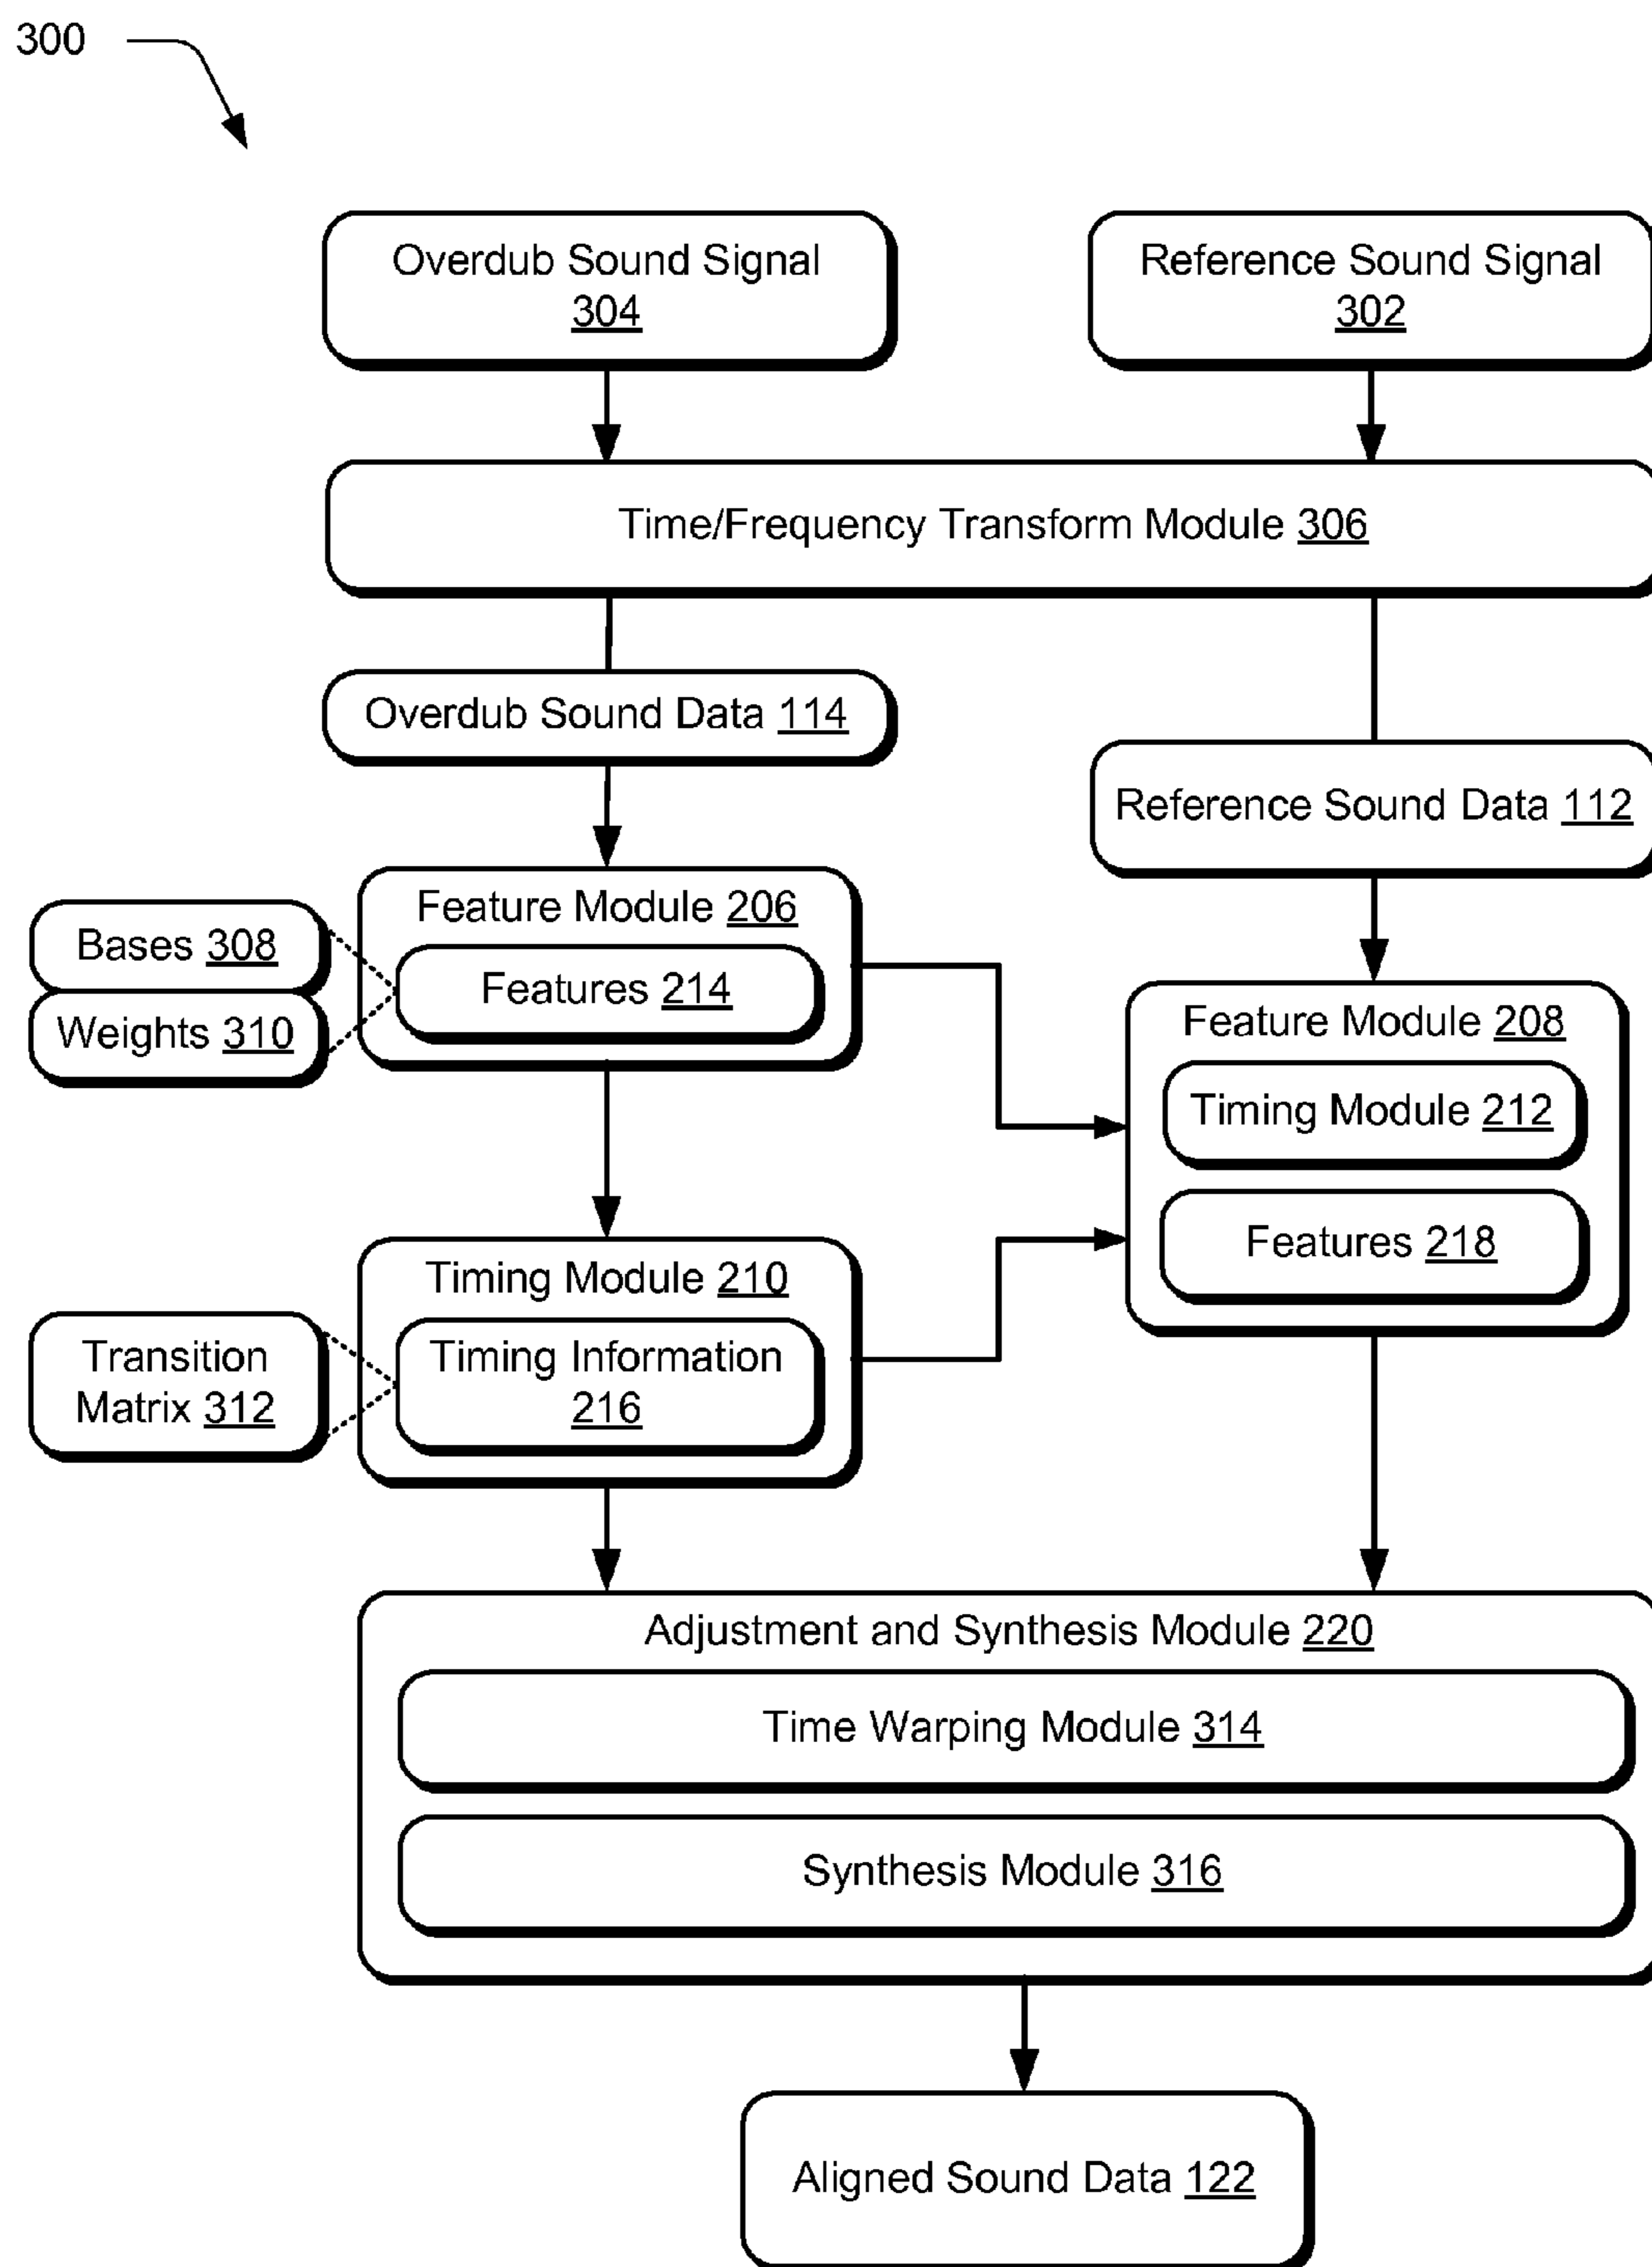 300
Overdub Sound Signal
304
Reference Sound Signal
302
Time/Frequency Transform Module 306
Overdub Sound Data 114
Reference Sound Data 112
Feature Module 206
Bases 308
Features 214
Weights 310
Feature Module 208
Timing Module 212
Features 218
Timing Module 210
Timing Information
216
Transition
Matrix 312
Adjustment and Synthesis Module 220
Time Warping Module 314
Synthesis Module 316
Aligned Sound Data 122